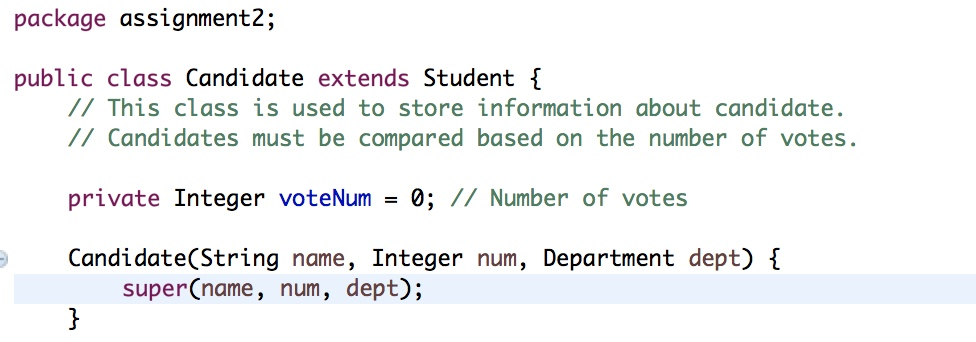 package assignment2;
public class Candidate extends Student {
// This class is used to store information about candidate.
// Candidates must be compared based on the number of votes.
private Integer voteNum = 0; // Number of votes
Candidate(String name, Integer num, Department dept) {
super(name, num, dept);
}